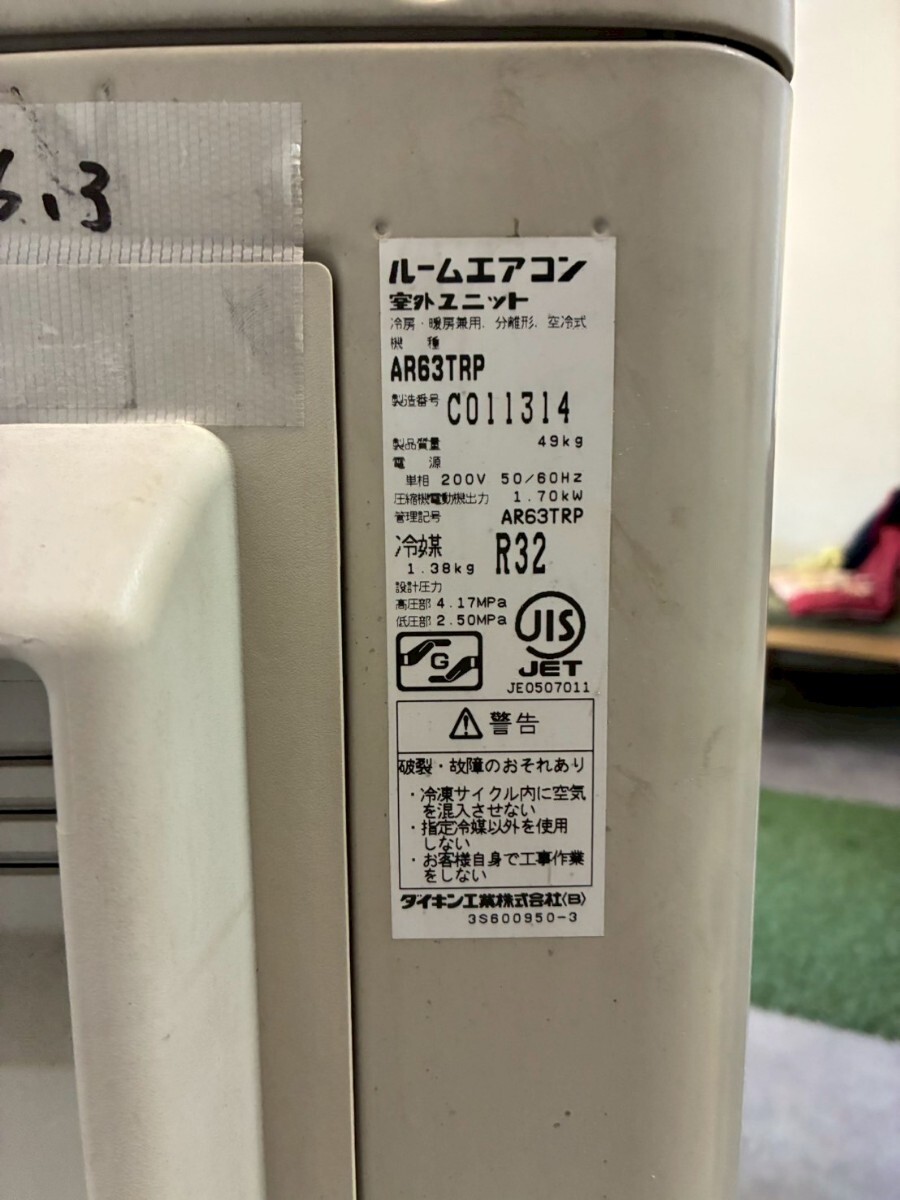 6.13
ルームエアコン
室外ユニット
冷房・暖房兼用. 分離形. 空冷式
機 種
AR63TRP
製造番号 C011314
製品質量 49kg
電 源
単相 200V 50/60Hz
圧縮機電動機出力 1.70kW
管理記号 AR63TRP
冷媒 R32
1.38kg
設計圧力
高圧部 4.17MPa
低圧部 2.50MPa
JIS
G
JET
JE0507011
警告
破裂・故障のおそれあり
・冷凍サイクル内に空気
を混入させない
・指定冷媒以外を使用
しない
・お客様自身で工事作業
をしない
ダイキン工業株式会社(B)
3S600950-3